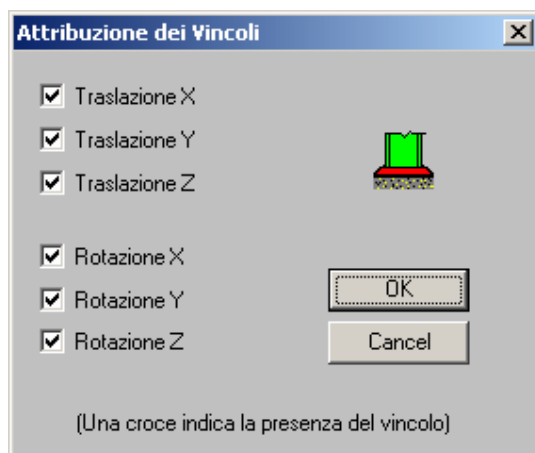 Attribuzione dei Vincoli
Traslazione X
Traslazione Y
Traslazione Z
Rotazione X
Rotazione Y
Rotazione Z
OK
Cancel
(Una croce indica la presenza del vincolo)